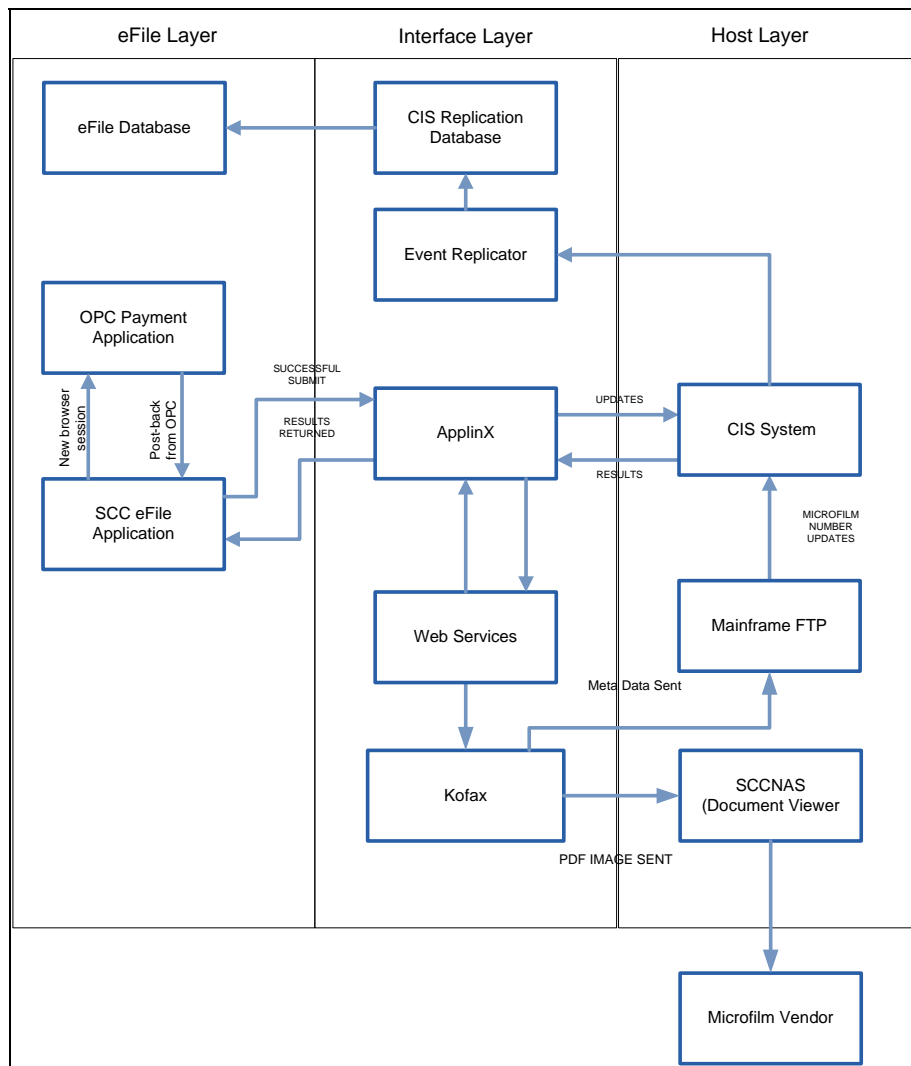 eFile Layer
Interface Layer
Host Layer
eFile Database
CIS Replication
Database
Event Replicator
OPC Payment
Application
New browser
session
Post-back
from OPC
SUCCESSFUL
SUBMIT
RESULTS
RETURNED
SCC eFile
Application
ApplinX
UPDATES
RESULTS
CIS System
MICROFILM
NUMBER
UPDATES
Web Services
Mainframe FTP
Meta Data Sent
Kofax
SCCNAS
(Document Viewer
PDF IMAGE SENT
Microfilm Vendor